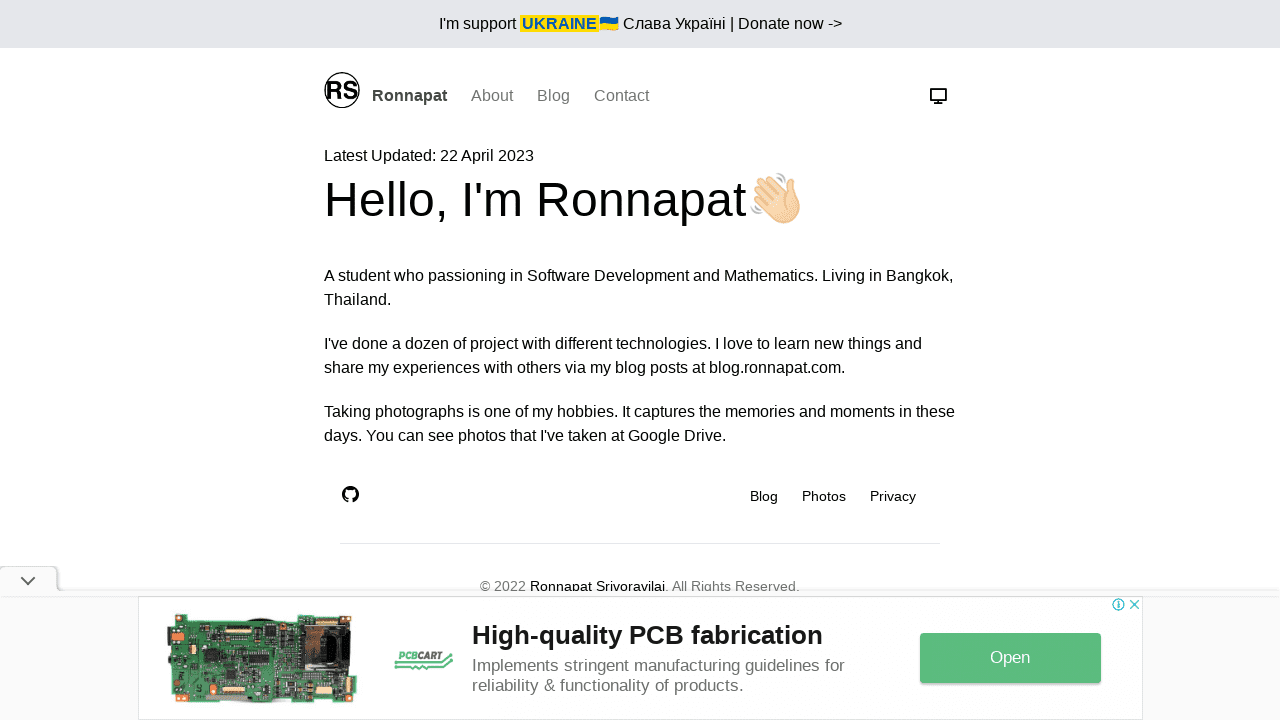 I'm support UKRAINE🇺🇦 Слава Україні | Donate now ->
RS Ronnapat About Blog Contact
Latest Updated: 22 April 2023
Hello, I'm Ronnapat👋🏻
A student who passioning in Software Development and Mathematics. Living in Bangkok,
Thailand.
I've done a dozen of project with different technologies. I love to learn new things and
share my experiences with others via my blog posts at blog.ronnapat.com.
Taking photographs is one of my hobbies. It captures the memories and moments in these
days. You can see photos that I've taken at Google Drive.
Blog Photos Privacy
© 2022 Ronnapat Srivoravilai. All Rights Reserved.
PCBCART
High-quality PCB fabrication
Implements stringent manufacturing guidelines for
reliability & functionality of products.
Open